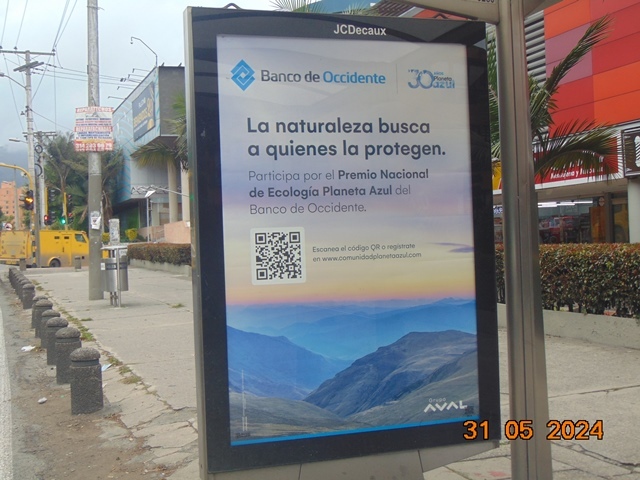 JCDecaux
Banco de Occidente
30 Planeta
azul
La naturaleza busca
a quienes la protegen.
Participa por el Premio Nacional
de Ecología Planeta Azul del
Banco de Occidente.
Escanea el código QR o regístrate
en www.comunidadplanetaazul.com
Grupo
AVAL
31 05 2024